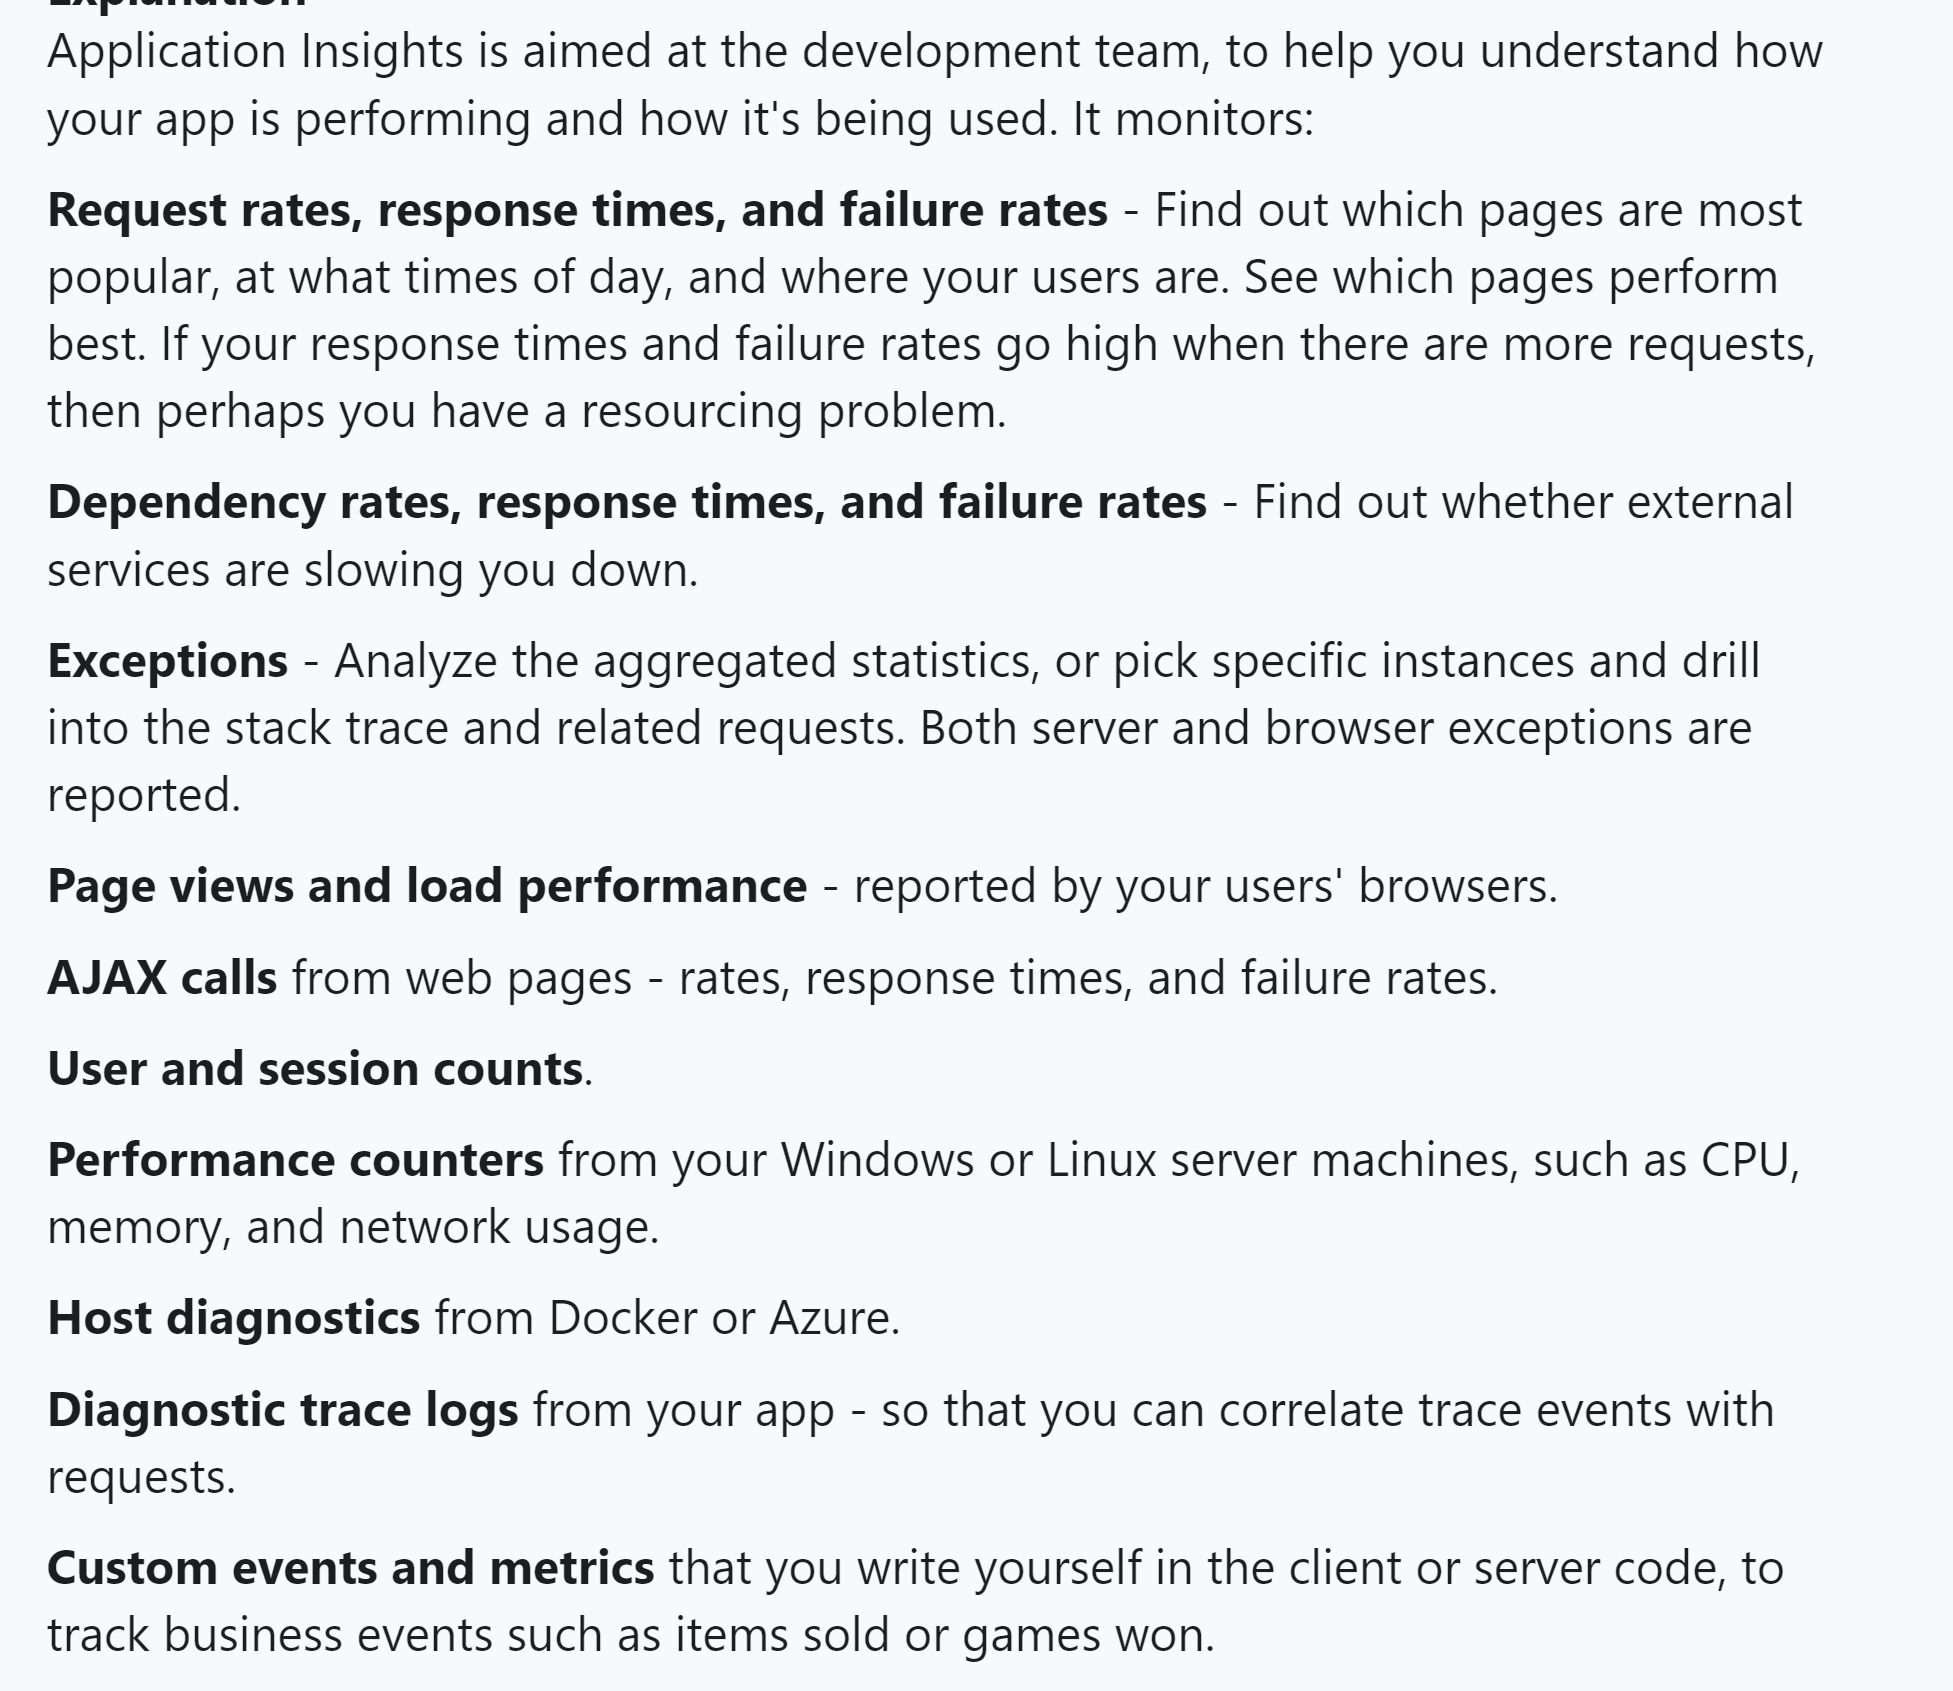 Explanation
Application Insights is aimed at the development team, to help you understand how
your app is performing and how it's being used. It monitors:
Request rates, response times, and failure rates - Find out which pages are most
popular, at what times of day, and where your users are. See which pages perform
best. If your response times and failure rates go high when there are more requests,
then perhaps you have a resourcing problem.
Dependency rates, response times, and failure rates - Find out whether external
services are slowing you down.
Exceptions - Analyze the aggregated statistics, or pick specific instances and drill
into the stack trace and related requests. Both server and browser exceptions are
reported.
Page views and load performance - reported by your users' browsers.
AJAX calls from web pages - rates, response times, and failure rates.
User and session counts.
Performance counters from your Windows or Linux server machines, such as CPU,
memory, and network usage.
Host diagnostics from Docker or Azure.
Diagnostic trace logs from your app - so that you can correlate trace events with
requests.
Custom events and metrics that you write yourself in the client or server code, to
track business events such as items sold or games won.